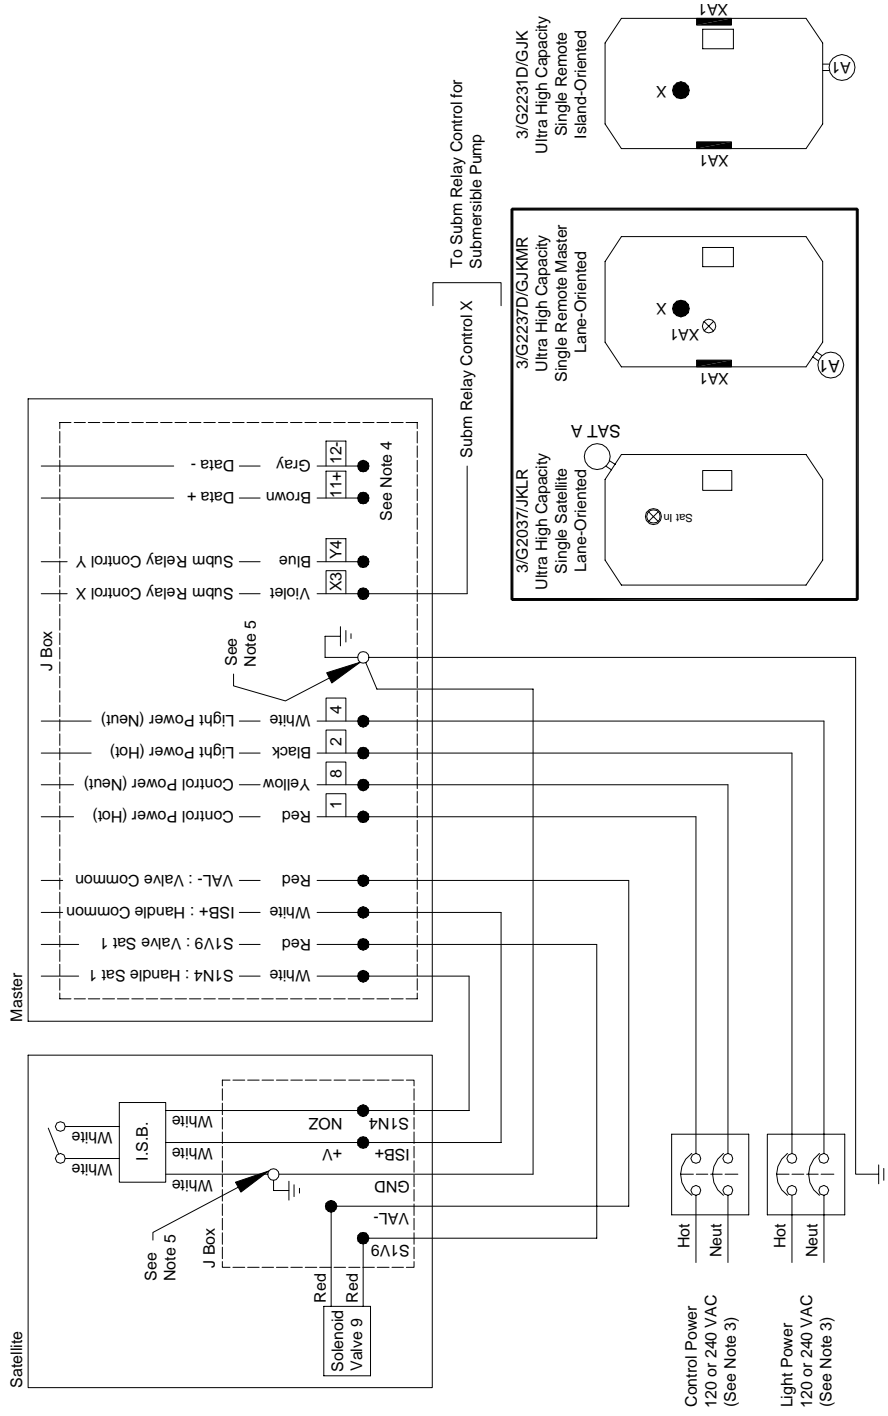 Satellite
J Box
See
Note 5
Solenoid
Valve 9
Red
Red
I.S.B.
White
White
White
White
White
NOZ
+V
S1N4
ISB+
GND
VAL-
S1V9
Master
J Box
White — S1N4 : Handle Sat 1
Red — S1V9 : Valve Sat 1
White — ISB+ : Handle Common
Red — VAL- : Valve Common
1 Red — Control Power (Hot)
8 Yellow — Control Power (Neut)
2 Black — Light Power (Hot)
4 White — Light Power (Neut)
See
Note 5
X3 Violet — Subm Relay Control X
Y4 Blue — Subm Relay Control Y
11+ Brown — Data +
12- Gray — Data -
See Note 4
Subm Relay Control X
To Subm Relay Control for
Submersible Pump
Control Power
120 or 240 VAC
(See Note 3)
Hot
Neut
Light Power
120 or 240 VAC
(See Note 3)
Hot
Neut
3/G2037/JKLR
Ultra High Capacity
Single Satellite
Lane-Oriented
SAT A
Sat In
3/G2237D/GJKMR
Ultra High Capacity
Single Remote Master
Lane-Oriented
X
XA1
XA1
A1
3/G2231D/GJK
Ultra High Capacity
Single Remote
Island-Oriented
X
XA1
XA1
A1